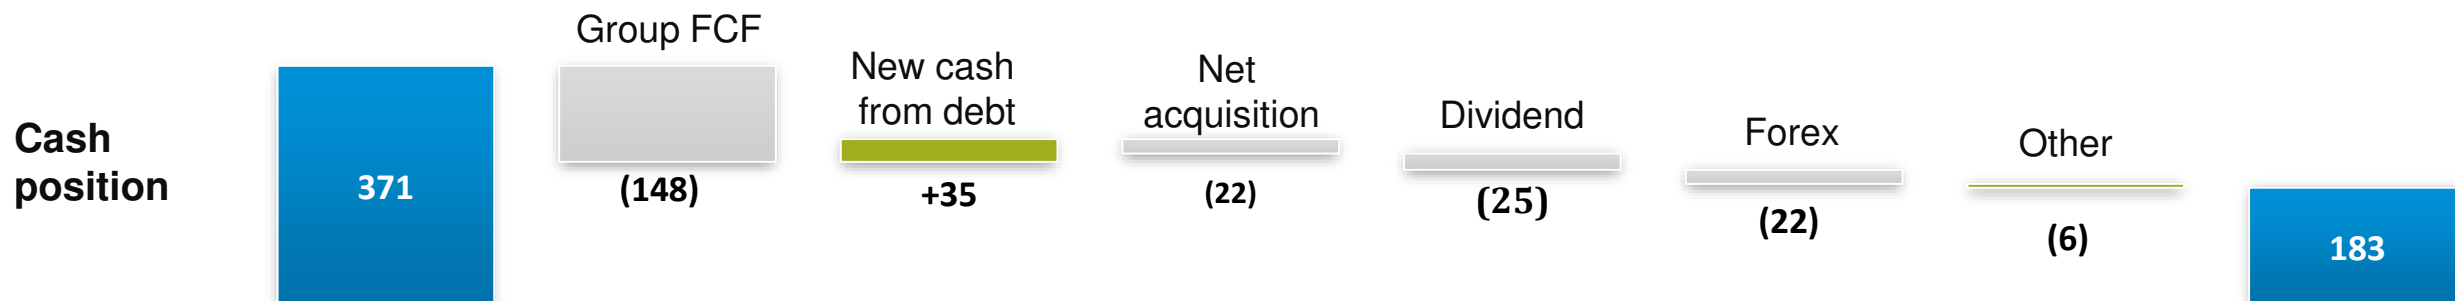 Cash
position
371
Group FCF
(148)
New cash
from debt
+35
Net
acquisition
(22)
Dividend
(25)
Forex
(22)
Other
(6)
183